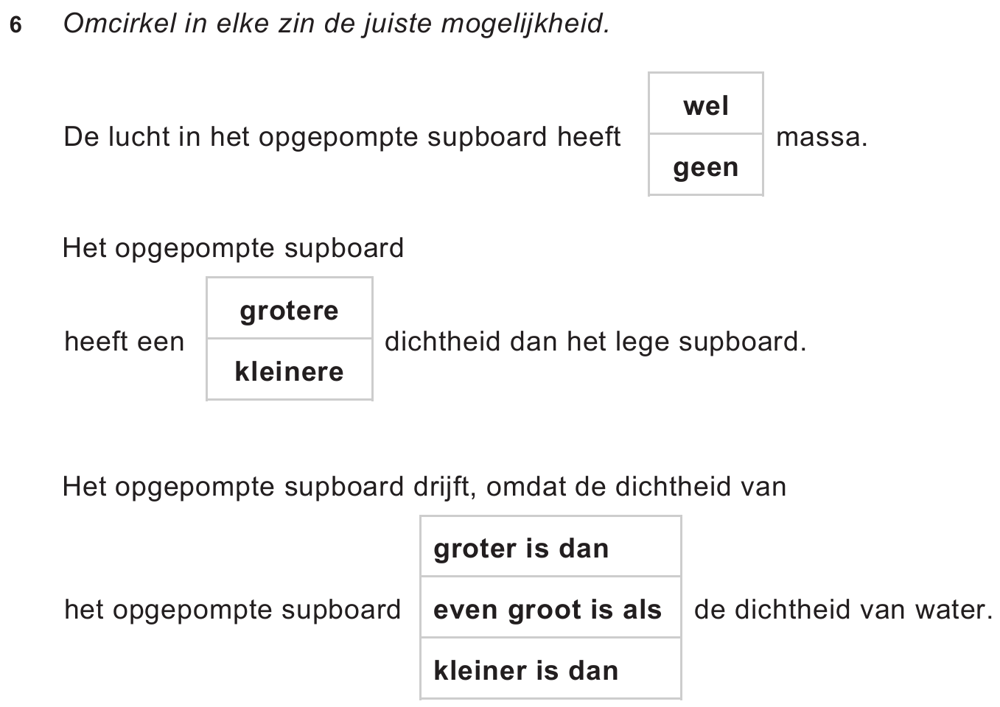 6 Omcirkel in elke zin de juiste mogelijkheid.
wel
De lucht in het opgepompte supboard heeft massa.
geen
Het opgepompte supboard
grotere
heeft een dichtheid dan het lege supboard.
kleinere
Het opgepompte supboard drijft, omdat de dichtheid van
groter is dan
het opgepompte supboard even groot is als de dichtheid van water.
kleiner is dan